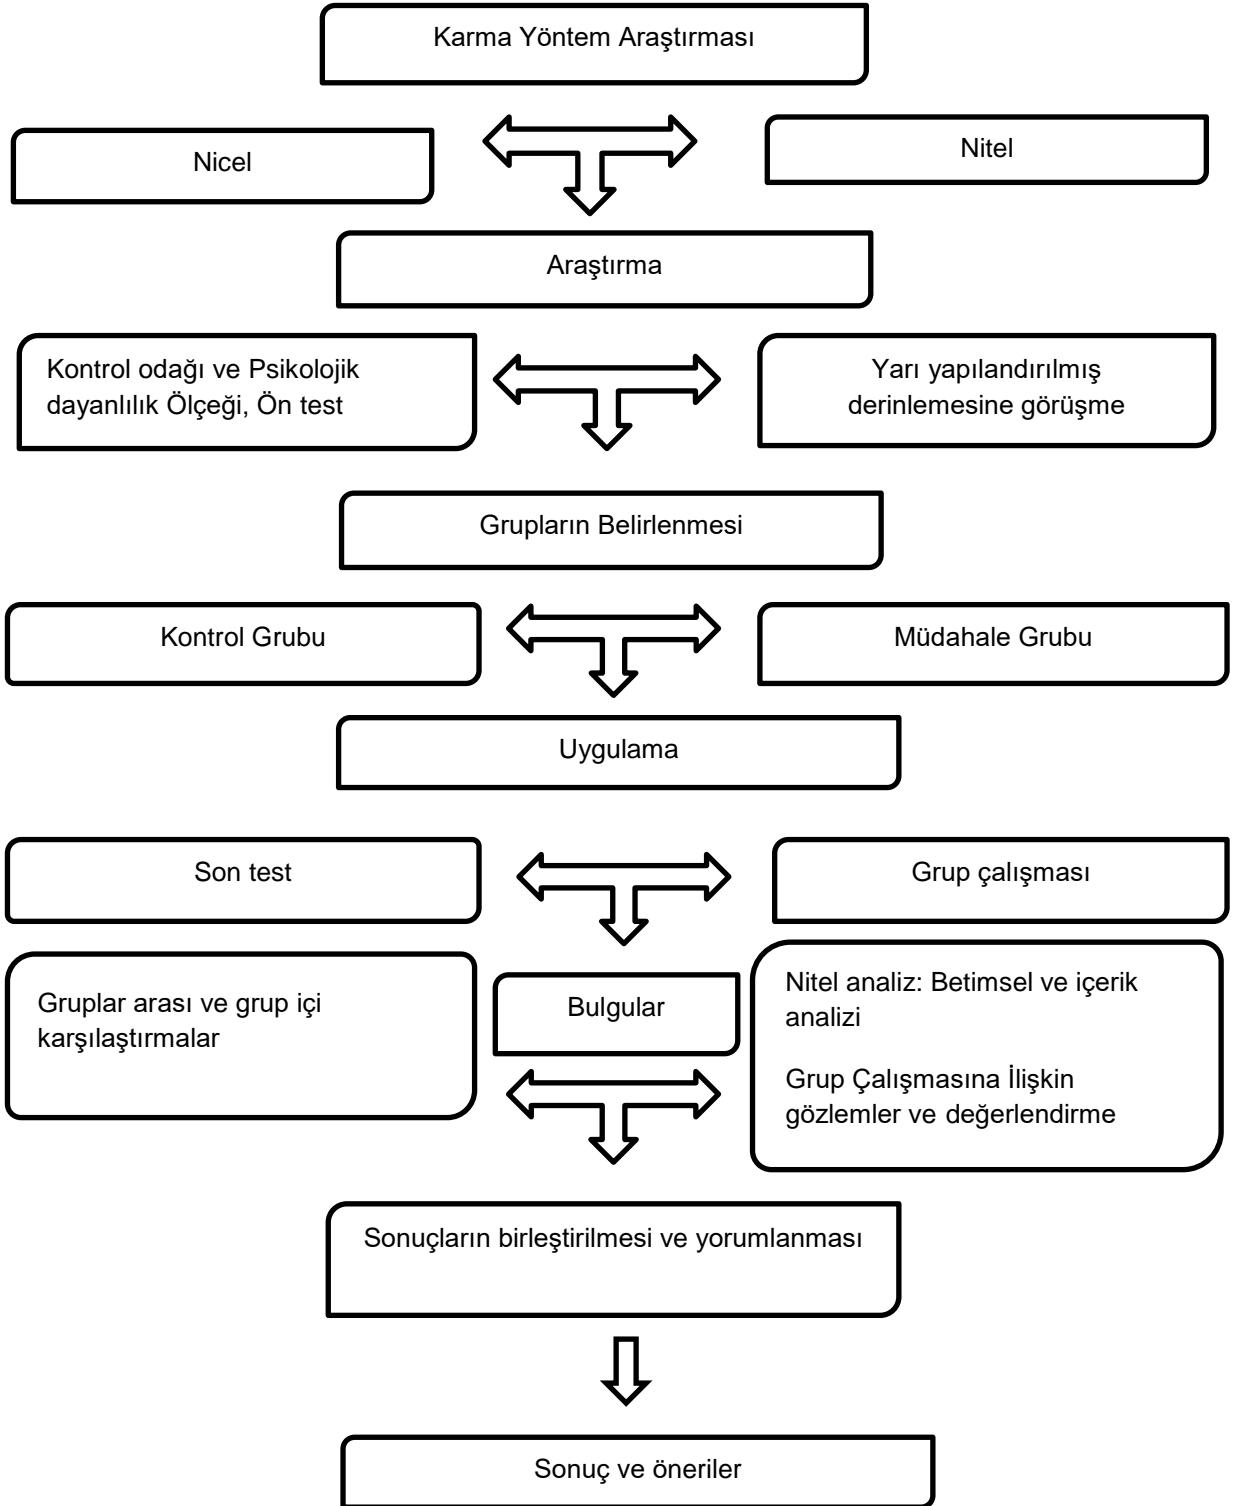 Karma Yöntem Araştırması
Nicel
Nitel
Araştırma
Kontrol odağı ve Psikolojik
dayanlılık Ölçeği, Ön test
Yarı yapılandırılmış
derinlemesine görüşme
Grupların Belirlenmesi
Kontrol Grubu
Müdahale Grubu
Uygulama
Son test
Grup çalışması
Gruplar arası ve grup içi
karşılaştırmalar
Bulgular
Nitel analiz: Betimsel ve içerik
analizi
Grup Çalışmasına İlişkin
gözlemler ve değerlendirme
Sonuçların birleştirilmesi ve yorumlanması
Sonuç ve öneriler